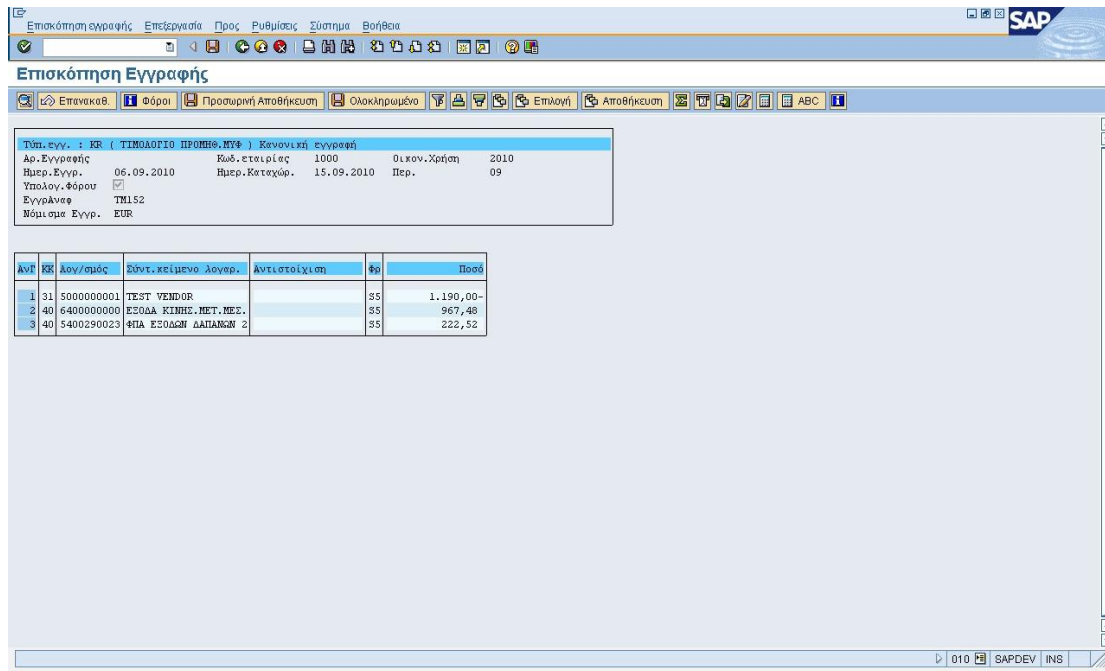 Επισκόπηση εγγραφής Επεξεργασία Προς Ρυθμίσεις Σύστημα Βοήθεια
SAP
Επισκόπηση Εγγραφής
Επανακαθ. Φόροι Προσωρινή Αποθήκευση Ολοκληρωμένο Επιλογή Αποθήκευση ABC
Τύπ.εγγ. : KR ( ΤΙΜΟΛΟΓΙΟ ΠΡΟΜΗΘ.ΜΥΦ ) Κανονική εγγραφή
Αρ.Εγγραφής Κωδ.εταιρίας 1000 Οικον.Χρήση 2010
Ημερ.Εγγρ. 06.09.2010 Ημερ.Καταχώρ. 15.09.2010 Περ. 09
Υπολογ.Φόρου
ΕγγρΑναφ TM152
Νόμισμα Εγγρ. EUR
ΑνΓ ΚΚ Λογ/σμός Σύντ.κείμενο λογαρ. Αντιστοίχιση Φρ Ποσό
1 31 5000000001 TEST VENDOR S5 1.190,00-
2 40 6400000000 ΕΞΟΔΑ ΚΙΝΗΣ.ΜΕΤ.ΜΕΣ. S5 967,48
3 40 5400290023 ΦΠΑ ΕΞΟΔΩΝ ΔΑΠΑΝΩΝ 2 S5 222,52
010 SAPDEV INS